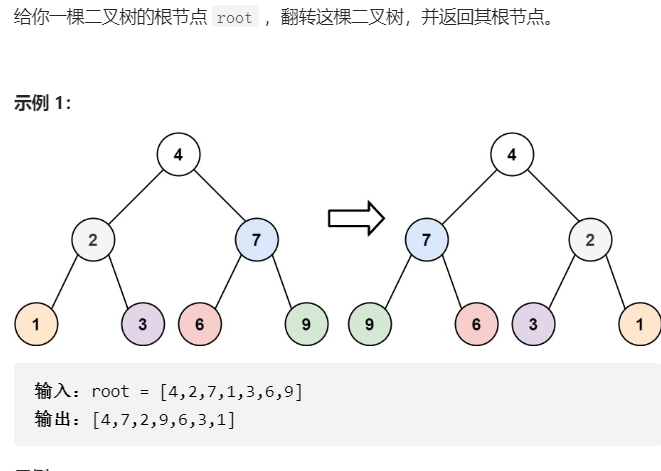 给你一棵二叉树的根节点 root ，翻转这棵二叉树，并返回其根节点。
示例 1：
4 4
2 7 7 2
1 3 6 9 9 6 3 1
输入：root = [4,2,7,1,3,6,9]
输出：[4,7,2,9,6,3,1]